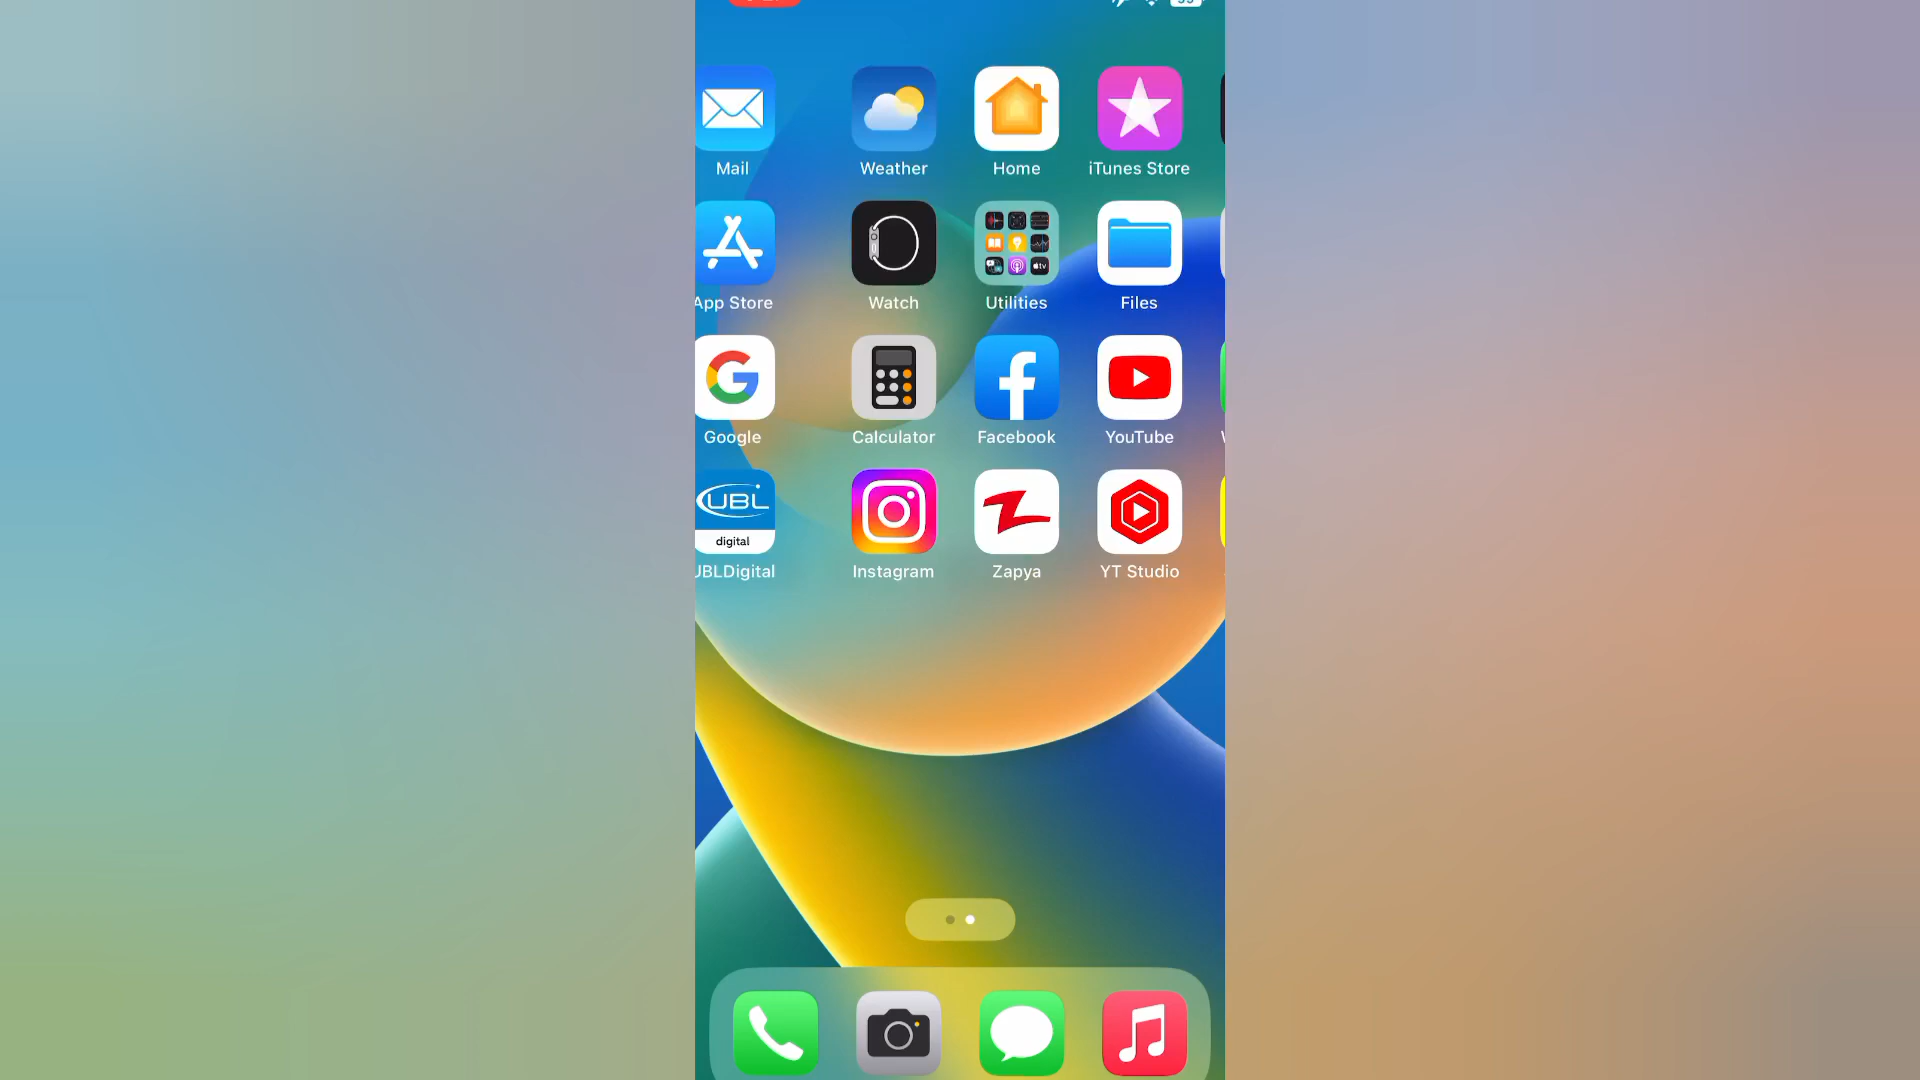 Mail Weather Home iTunes Store
App Store Watch Utilities Files
Google Calculator Facebook YouTube
UBL
digital
JBLDigital Instagram Zapya YT Studio